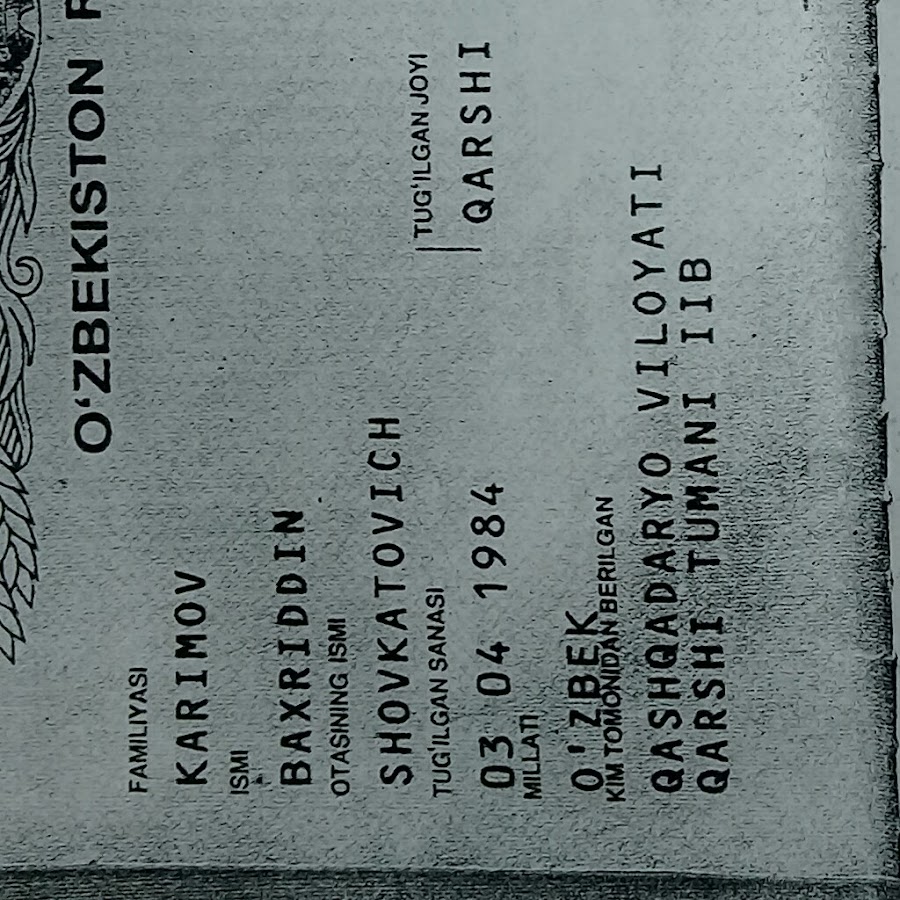 O‘ZBEKISTON
FAMILIYASI
KARIMOV
ISMI
BAXRIDDIN
OTASINING ISMI
SHOVKATOVICH
TUG‘ILGAN SANASI
TUG‘ILGAN JOYI
03 04 1984
QARSHI
MILLATI
O'ZBEK
KIM TOMONIDAN BERILGAN
QASHQADARYO VILOYATI
QARSHI TUMANI IIB